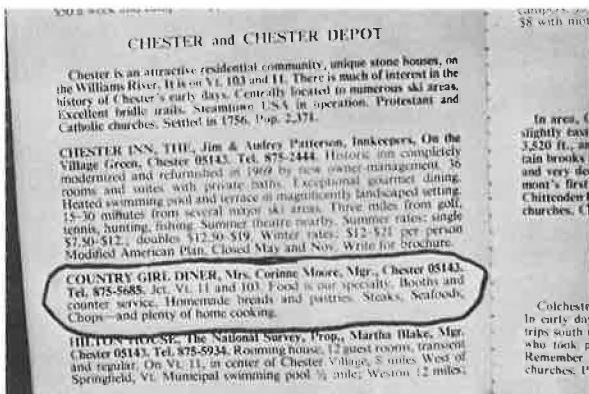 CHESTER and CHESTER DEPOT
Chester is an attractive residential community, unique stone houses, on
the Williams River. It is on Vt. 103 and 11. There is much of interest in the
history of Chester's early days. Centrally located to numerous ski areas.
Excellent bridle trails. Steamtown USA in operation. Protestant and
Catholic churches. Settled in 1756. Pop. 2,371.
CHESTER INN, THE, Jim & Audrey Patterson, Innkeepers, On the
Village Green, Chester 05143. Tel. 875-2444. Historic inn completely
modernized and refurnished in 1969 by new owner-management. 36
rooms and suites with private baths. Exceptional gourmet dining.
Heated swimming pool and terrace in magnificently landscaped setting.
15-30 minutes from several major ski areas. Three miles from golf,
tennis, hunting, fishing. Summer theatre nearby. Summer rates: single
$7.50-$12., doubles $12.50-$19. Winter rates: $12-$21 per person
Modified American Plan. Closed May and Nov. Write for brochure.
COUNTRY GIRL DINER, Mrs. Corinne Moore, Mgr., Chester 05143.
Tel. 875-5685. Jct. Vt. 11 and 103. Food is our specialty. Booths and
counter service. Homemade breads and pastries. Steaks, Seafoods,
Chops—and plenty of home cooking.
HILTON HOUSE, The National Survey, Prop., Martha Blake, Mgr.
Chester 05143. Tel. 875-5934. Rooming house, 12 guest rooms, transient
and regular. On Vt. 11, in center of Chester Village, 8 miles West of
Springfield, Vt. Municipal swimming pool ½ mile; Weston 12 miles;
$8 with
In area,
slightly
3,520 ft.,
tain brooks
and very
mont's first
Chittenden
churches.
Colchester
In early
trips south
who took
Remember
churches.